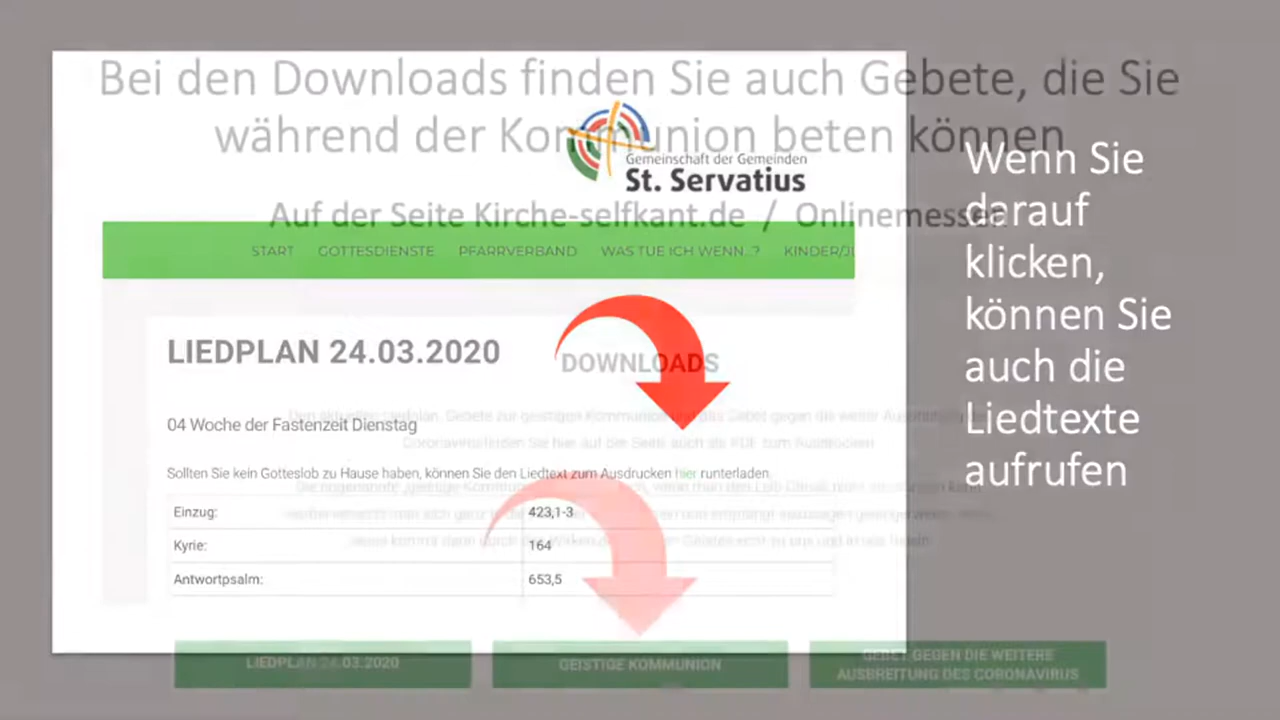 Bei den Downloads finden Sie auch Gebete, die Sie
während der Kommunion beten können
Gemeinschaft der Gemeinden
St. Servatius
Auf der Seite Kirche-selfkant.de / Onlinemessen
START GOTTESDIENSTE PFARRVERBAND WAS TUE ICH WENN..? KINDER/JU
Wenn Sie
darauf
klicken,
können Sie
auch die
Liedtexte
aufrufen
LIEDPLAN 24.03.2020
DOWNLOADS
04 Woche der Fastenzeit Dienstag
Sollten Sie kein Gotteslob zu Hause haben, können Sie den Liedtext zum Ausdrucken hier runterladen.
Einzug: 423,1-3
Kyrie: 164
Antwortpsalm: 653,5
LIEDPLAN 24.03.2020
GEISTIGE KOMMUNION
GEBET GEGEN DIE WEITERE
AUSBREITUNG DES CORONAVIRUS